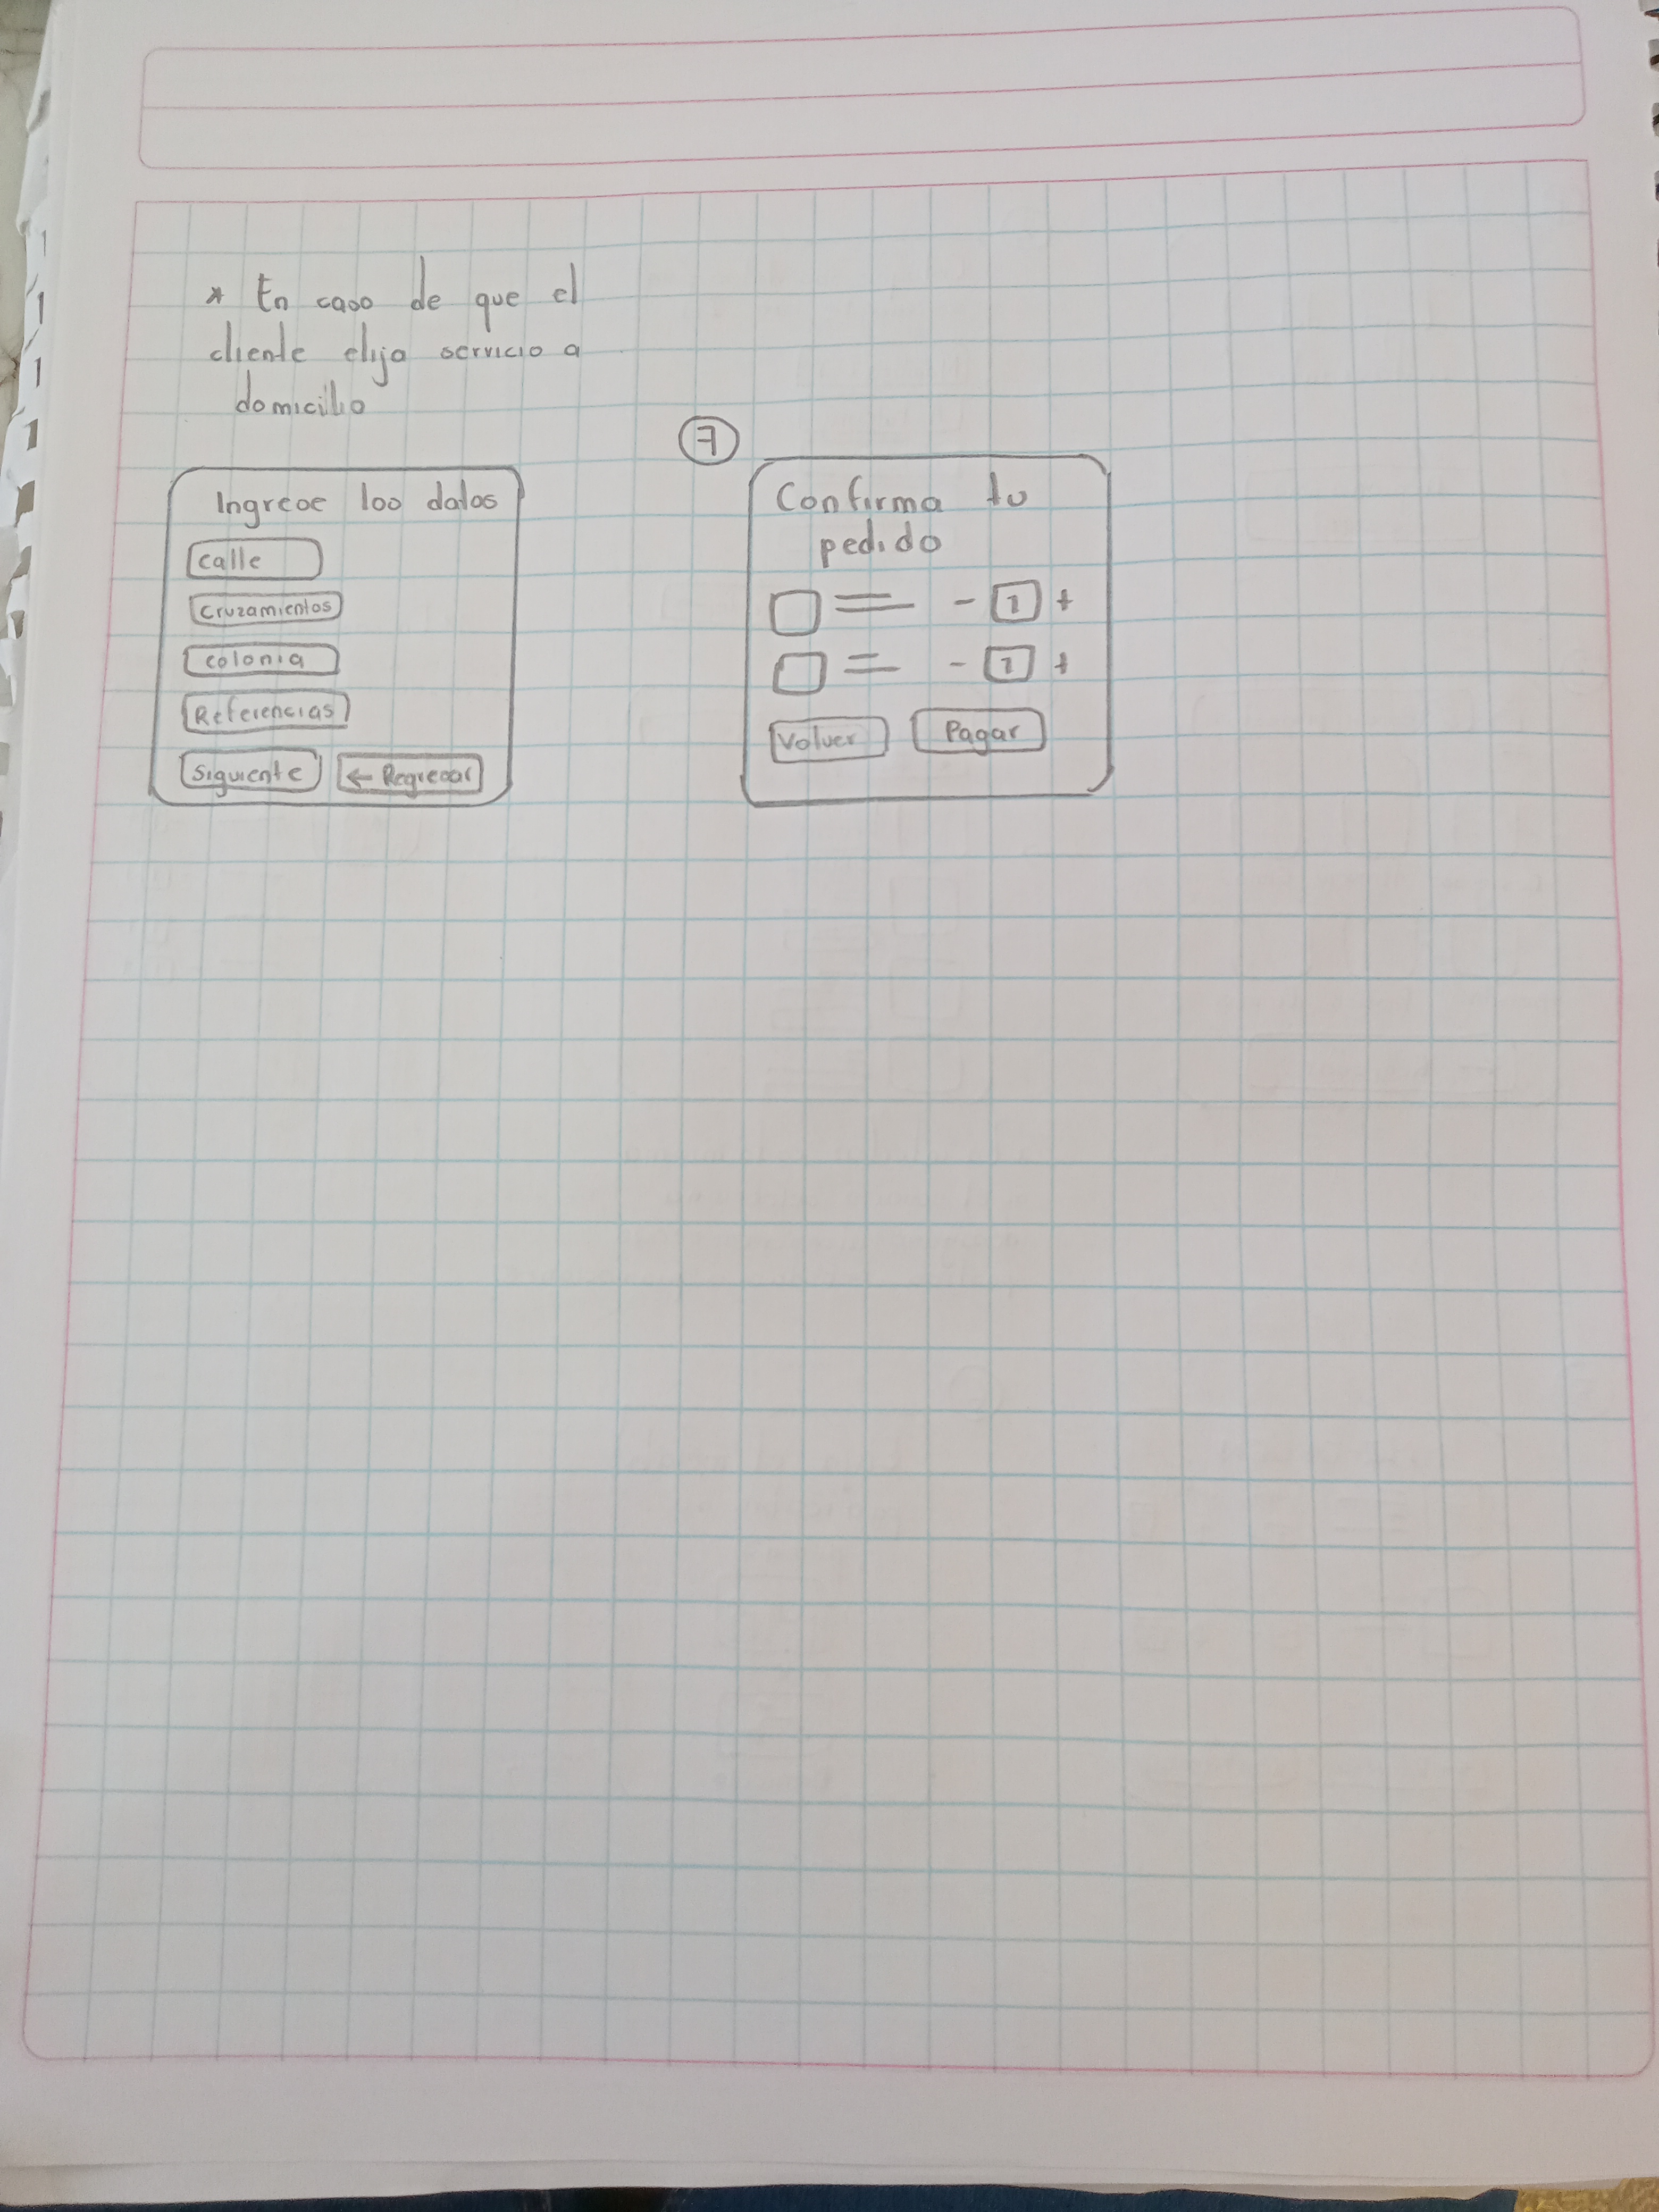 * En caso de que el
cliente elija servicio a
domicilio
Ingrese los datos
calle
Cruzamientos
colonia
Referencias
Siguiente ← Regresar
7
Confirma tu
pedido
- 1 +
- 1 +
Volver Pagar